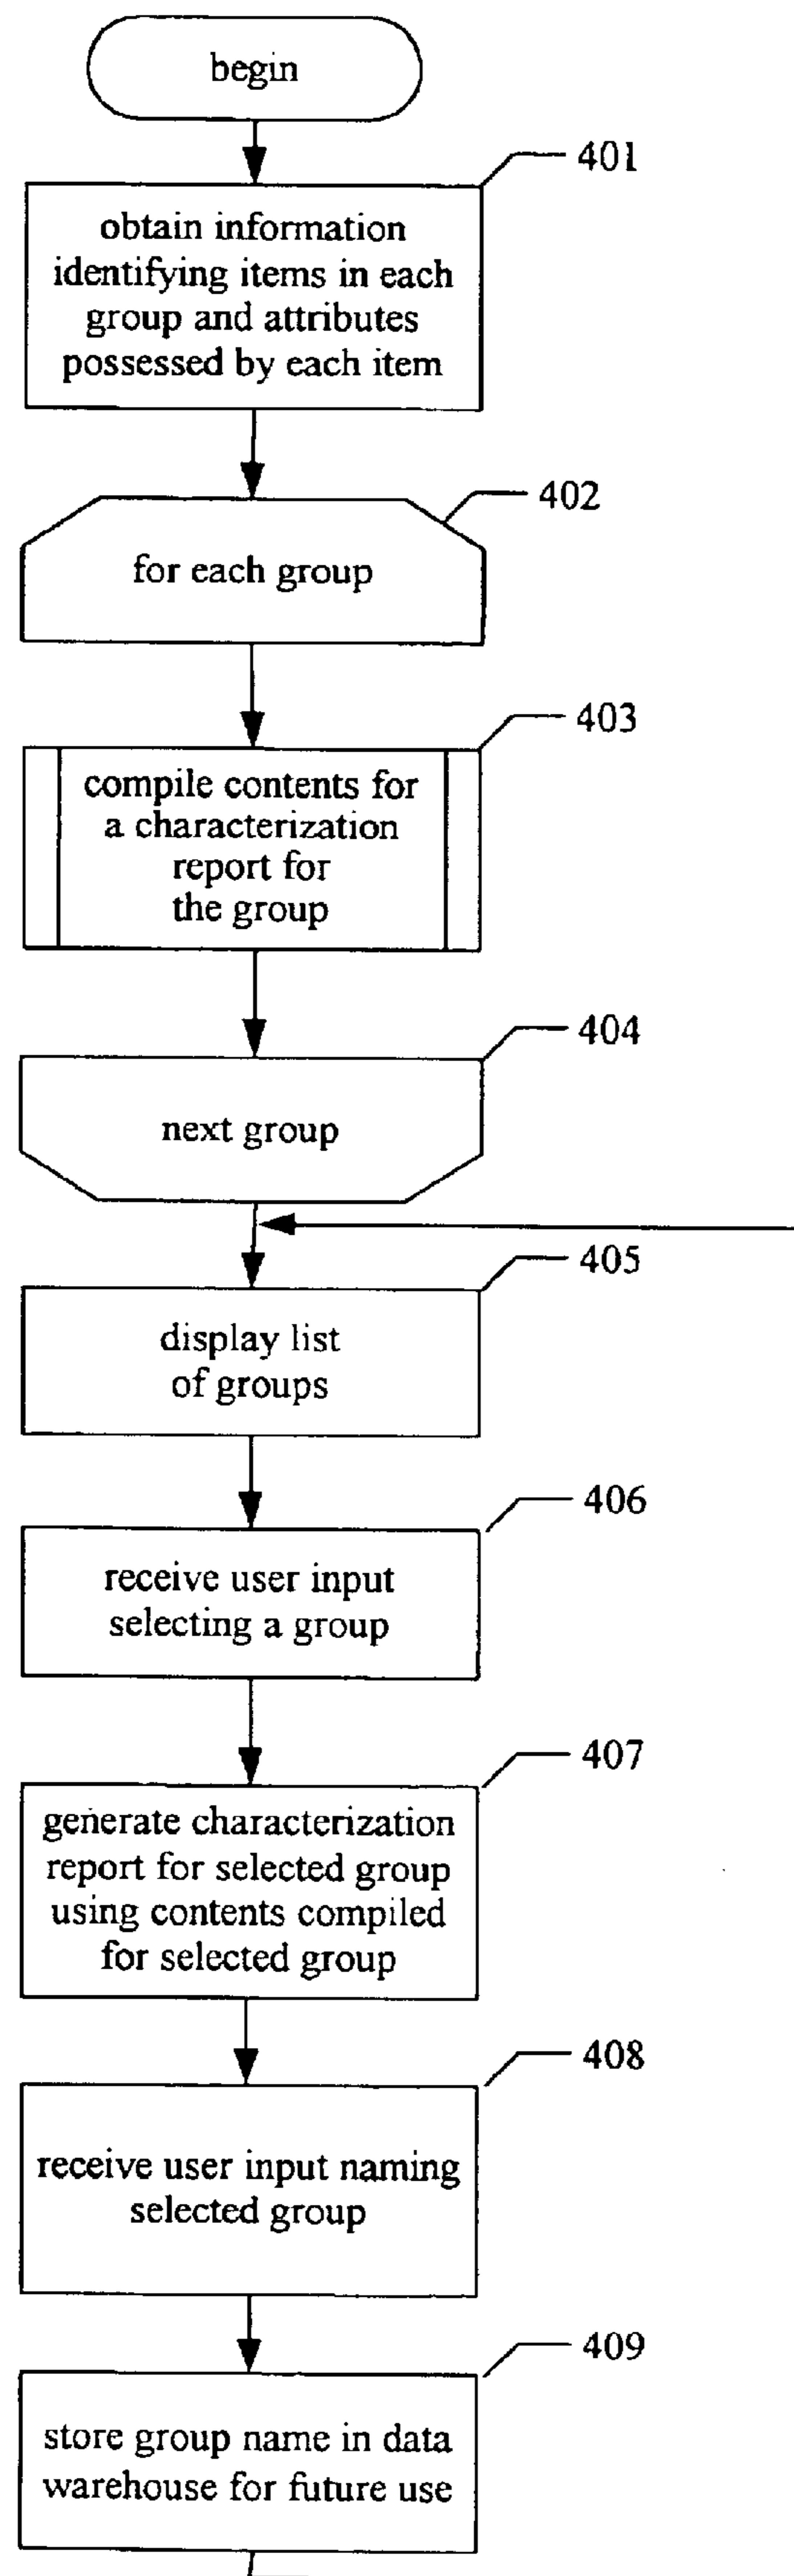 begin
401
obtain information
identifying items in each
group and attributes
possessed by each item
402
for each group
403
compile contents for
a characterization
report for
the group
404
next group
405
display list
of groups
406
receive user input
selecting a group
407
generate characterization
report for selected group
using contents compiled
for selected group
408
receive user input naming
selected group
409
store group name in data
warehouse for future use